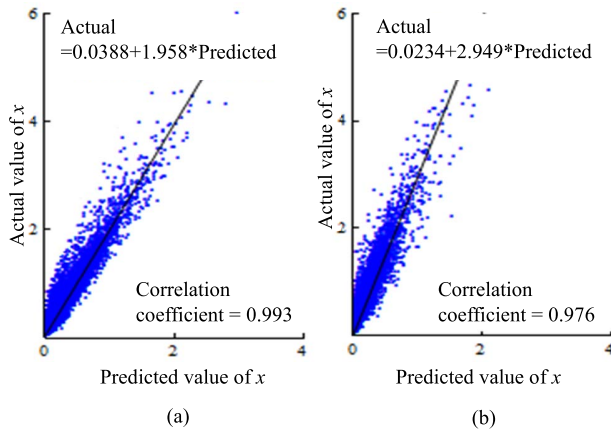 6
Actual
=0.0388+1.958*Predicted
4
Actual value of x
2
Correlation
coefficient = 0.993
0
2
4
Predicted value of x
(a)
6
Actual
=0.0234+2.949*Predicted
4
Actual value of x
2
Correlation
coefficient = 0.976
0
2
4
Predicted value of x
(b)